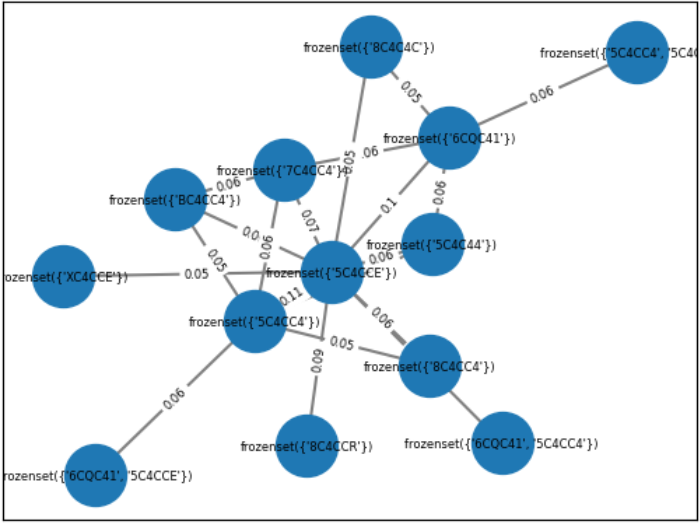 frozenset({'8C4C4C'})
frozenset({'5C4CC4', '5C4C
0.05
0.06
frozenset({'6CQC41'})
.06
0.05
frozenset({'7C4CC4'})
0.06
0.06
frozenset({'BC4CC4'})
0.1
0.07
0.0
0.06
frozenset({'5C4C44'})
0.06
0.05
0.05
rozenset({'XC4CCE'})
frozenset({'5C4CCE'})
0.11
0.06
frozenset({'5C4CC4'})
0.05
0.09
frozenset({'8C4CC4'})
0.06
frozenset({'8C4CCR'})
frozenset({'6CQC41', '5C4CC4'})
rozenset({'6CQC41', '5C4CCE'})